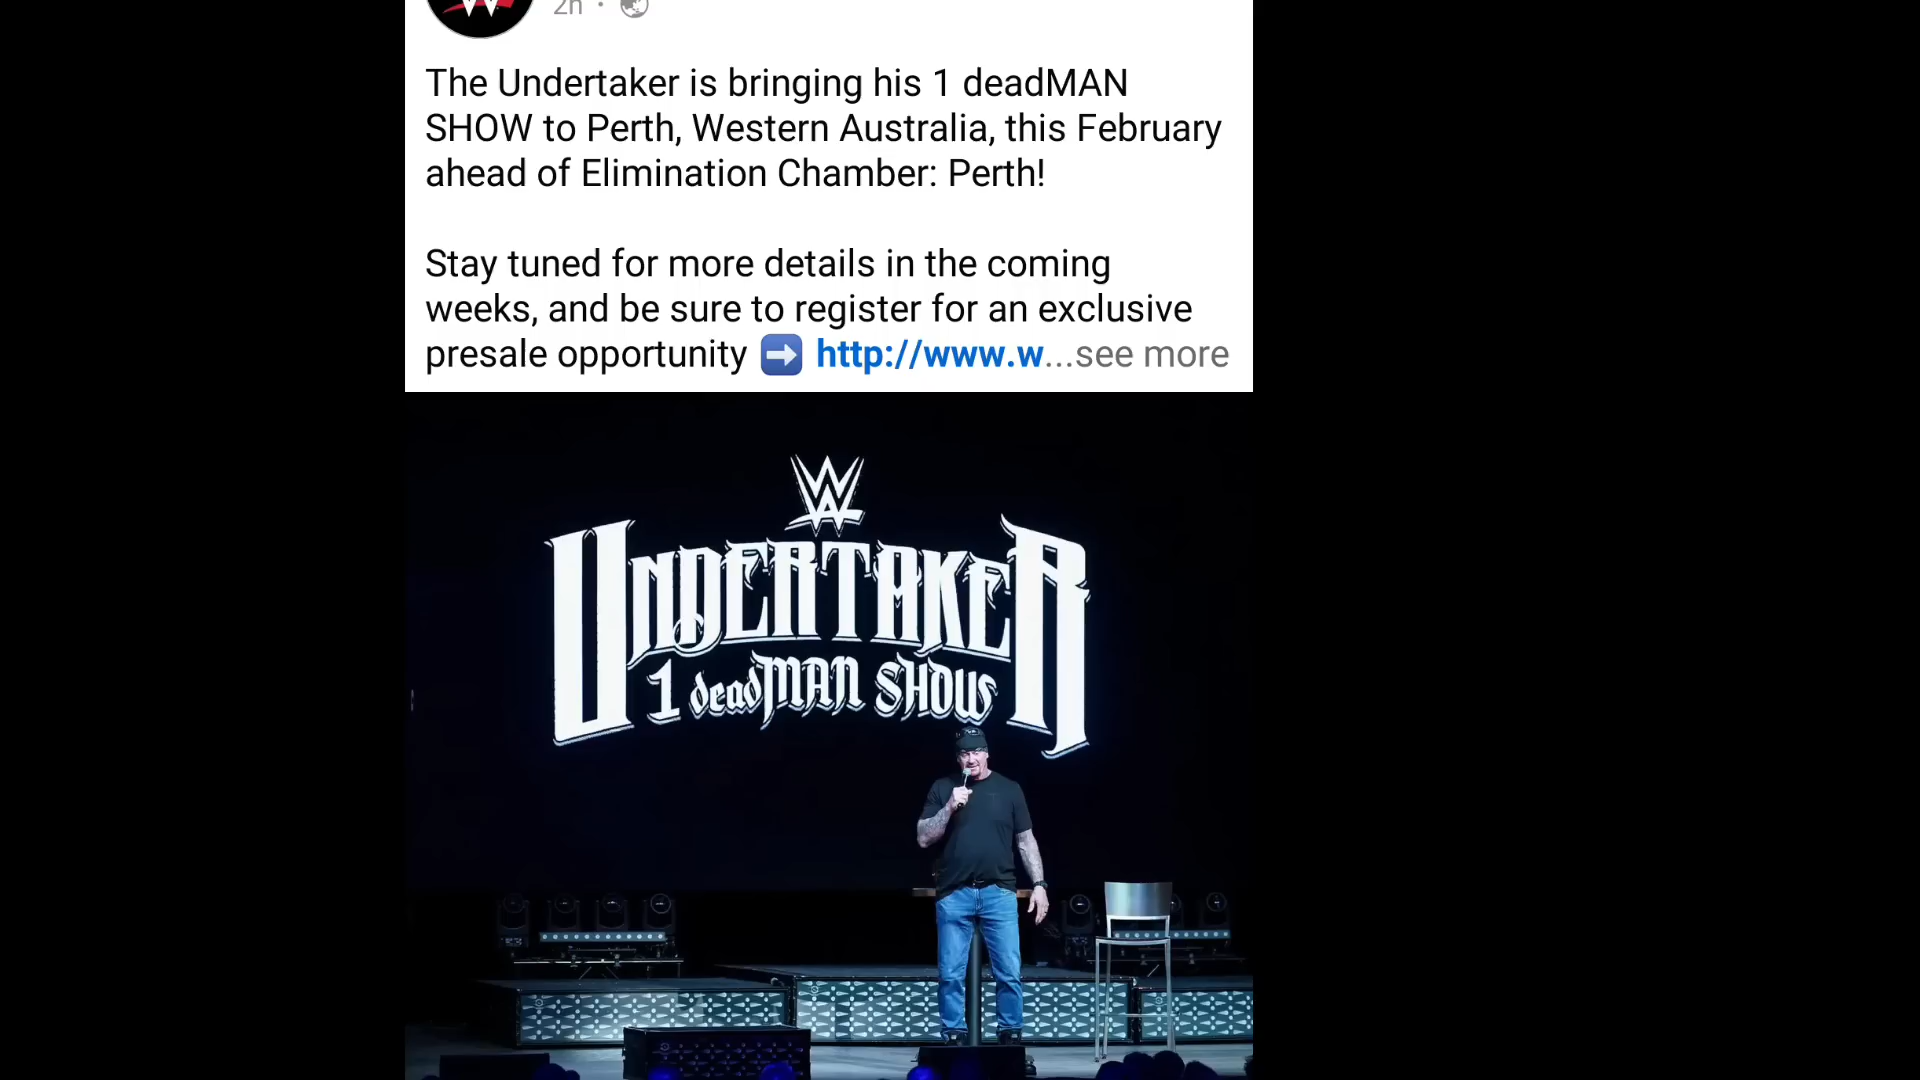 2h
The Undertaker is bringing his 1 deadMAN
SHOW to Perth, Western Australia, this February
ahead of Elimination Chamber: Perth!
Stay tuned for more details in the coming
weeks, and be sure to register for an exclusive
presale opportunity ➡️ http://www.w...see more
W
UNDERTAKER
1 deadMAN SHOW